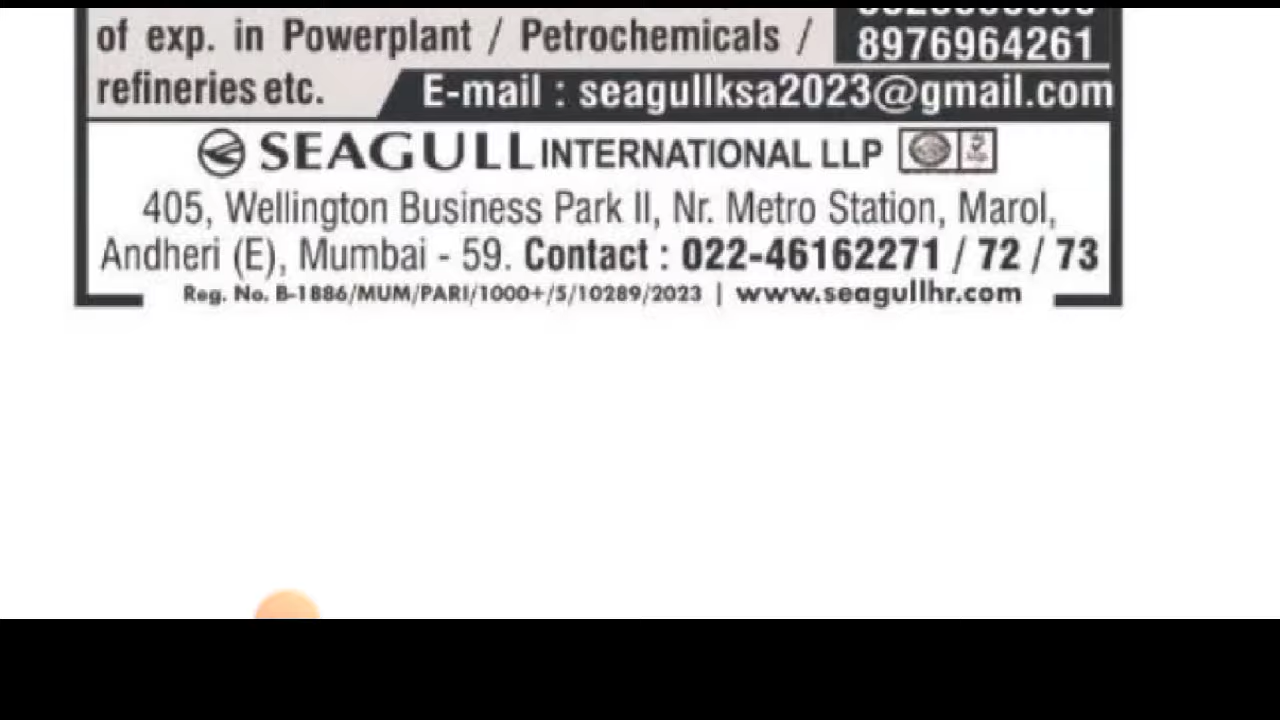 of exp. in Powerplant / Petrochemicals /
8976964261
refineries etc.
E-mail : seagullksa2023@gmail.com
SEAGULL INTERNATIONAL LLP
405, Wellington Business Park II, Nr. Metro Station, Marol,
Andheri (E), Mumbai - 59. Contact : 022-46162271 / 72 / 73
Reg. No. B-1886/MUM/PARI/1000+/5/10289/2023 | www.seagullhr.com